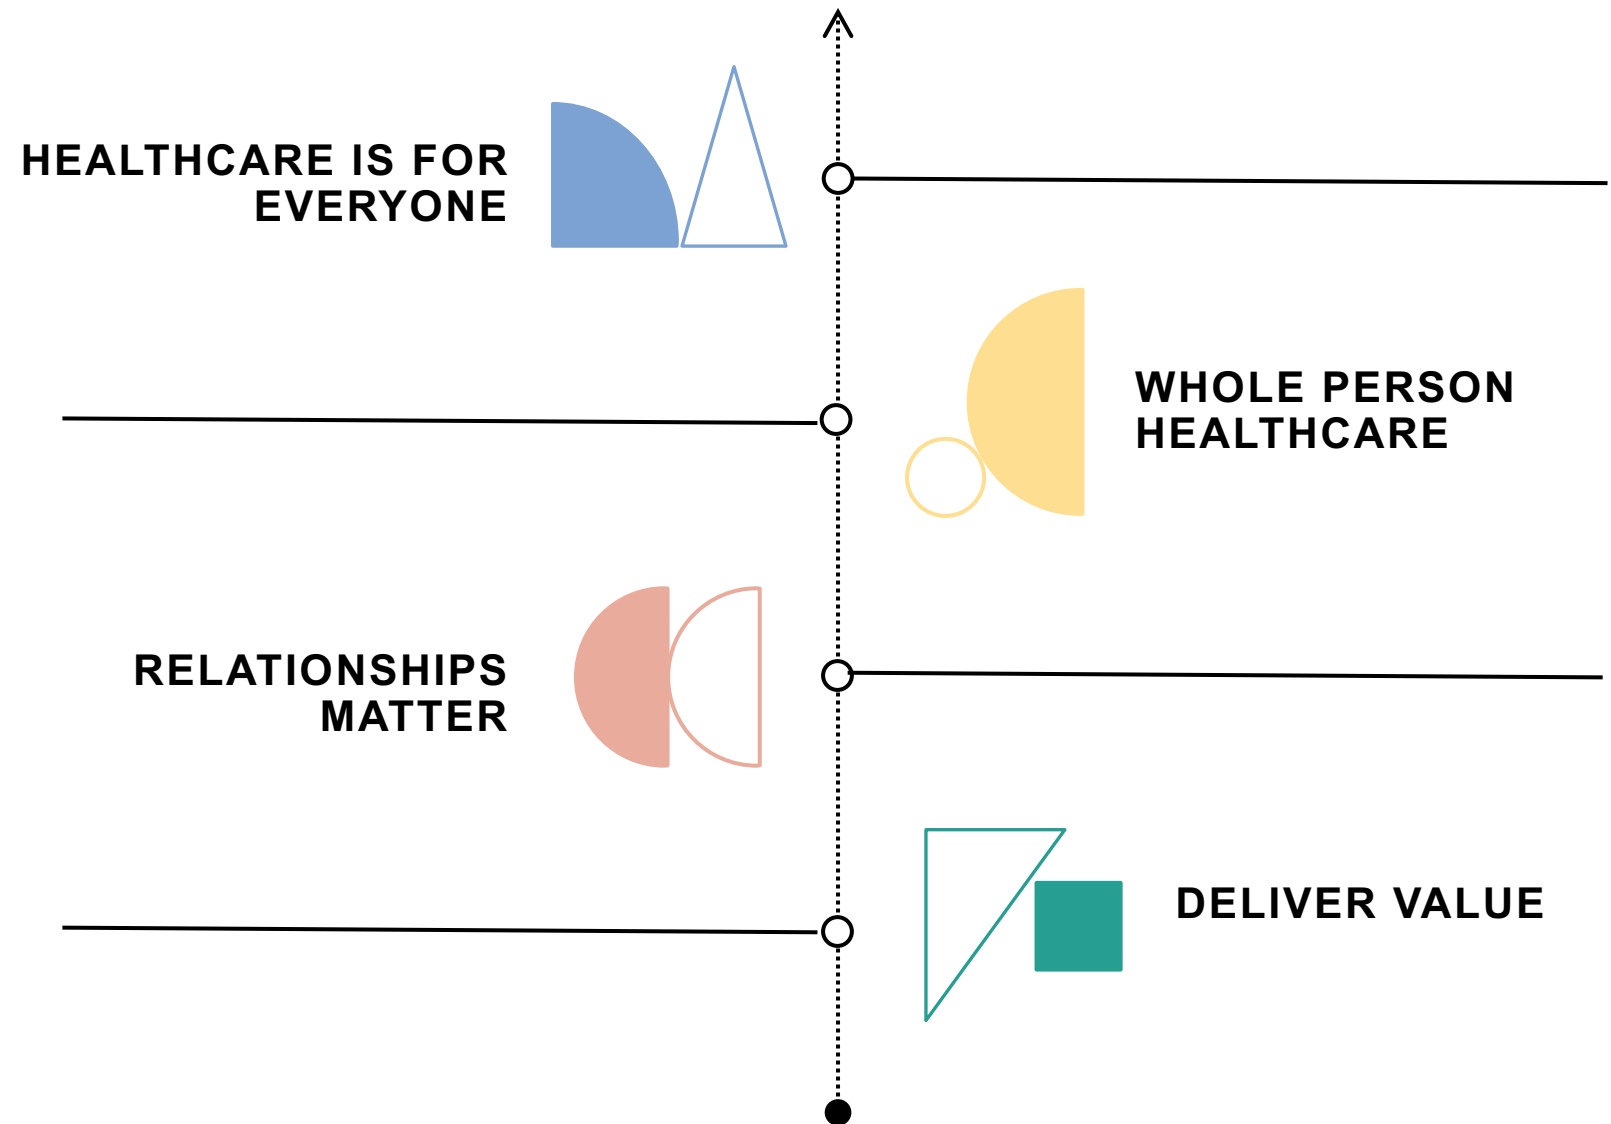 HEALTHCARE IS FOR
EVERYONE
WHOLE PERSON
HEALTHCARE
RELATIONSHIPS
MATTER
DELIVER VALUE